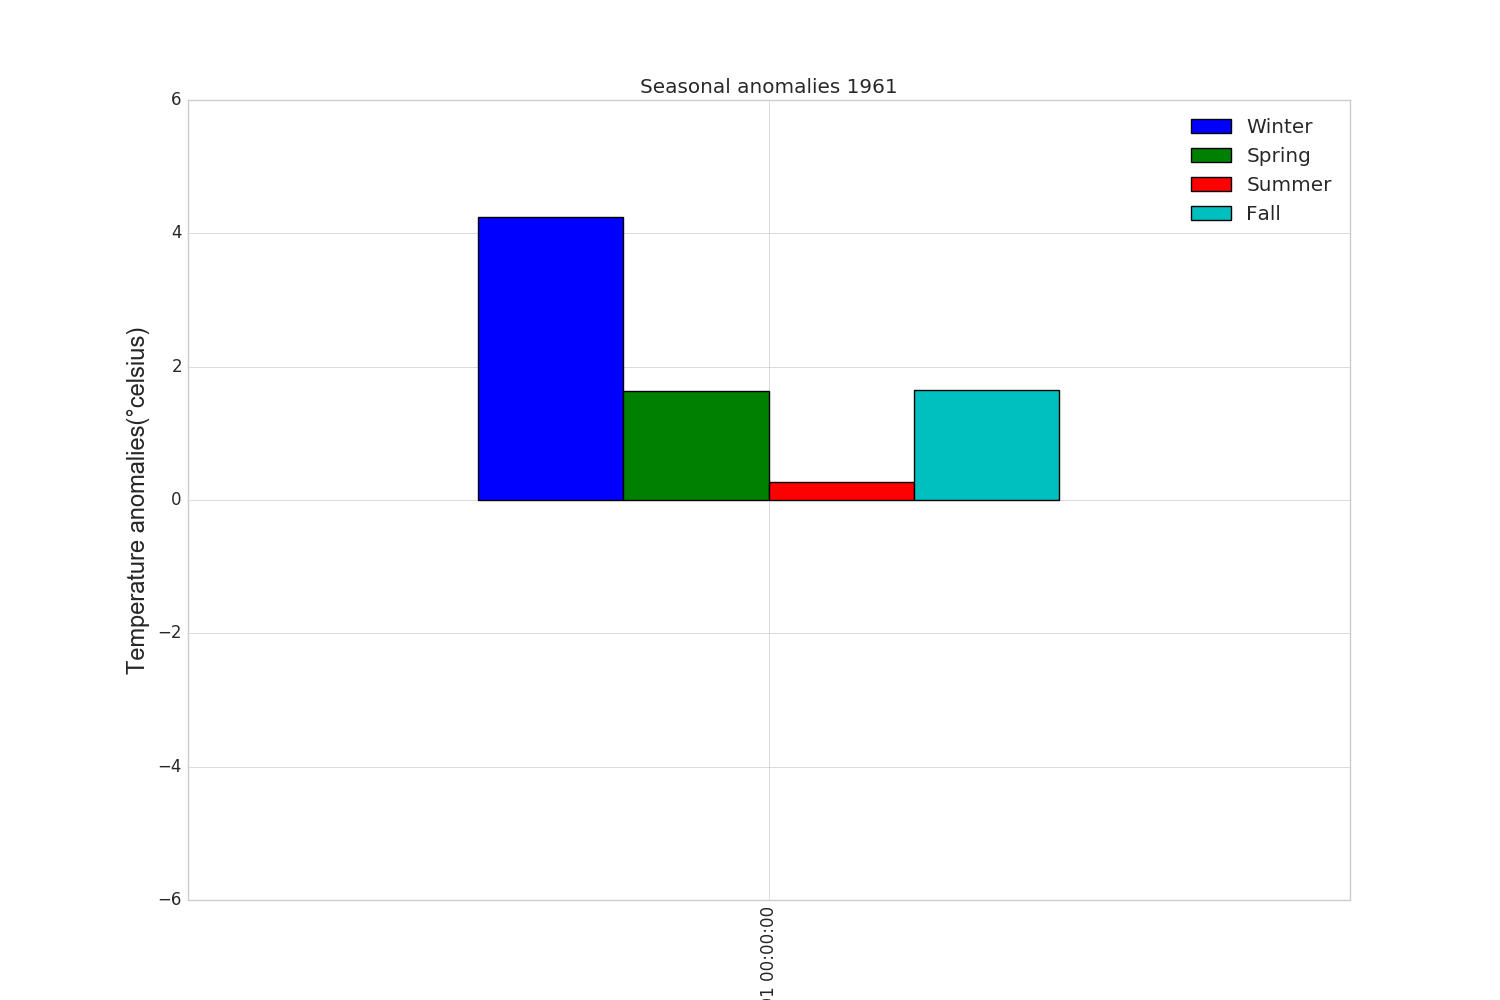 Seasonal anomalies 1961
Winter
Spring
Summer
Fall
6
4
2
0
−2
−4
−6
Temperature anomalies(°celsius)
00:00:00